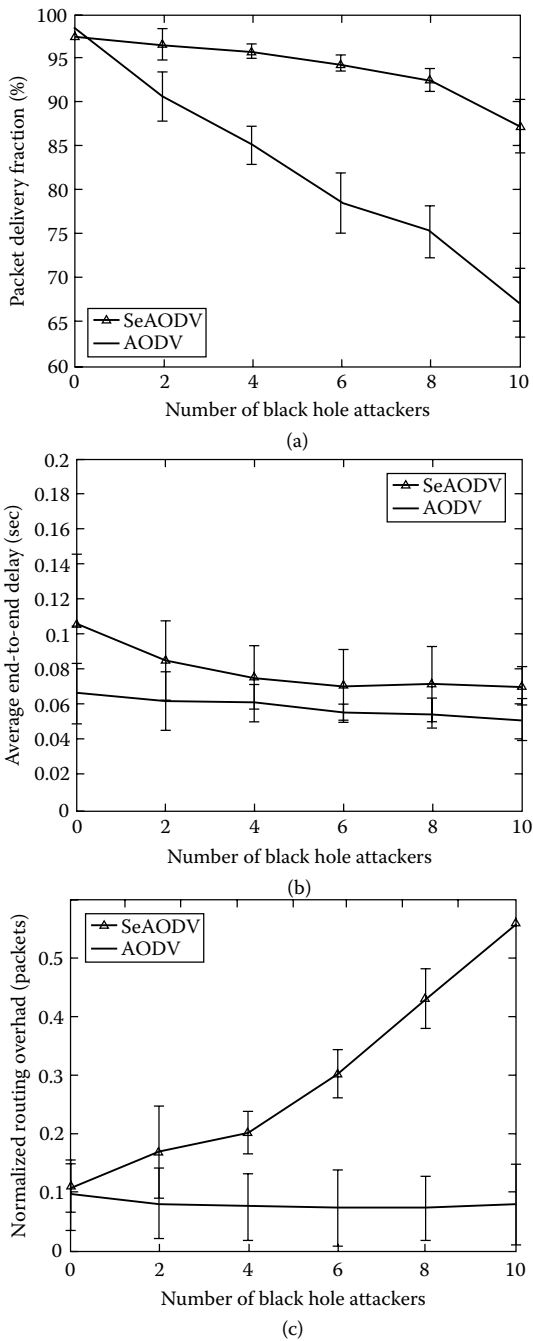 100
95
90
85
80
75
70
65
60
Packet delivery fraction (%)
SeAODV
AODV
0 2 4 6 8 10
Number of black hole attackers
(a)
0.2
0.18
0.16
0.14
0.12
0.1
0.08
0.06
0.04
0.02
0
Average end-to-end delay (sec)
SeAODV
AODV
0 2 4 6 8 10
Number of black hole attackers
(b)
0.5
0.4
0.3
0.2
0.1
0
Normalized routing overhad (packets)
SeAODV
AODV
0 2 4 6 8 10
Number of black hole attackers
(c)